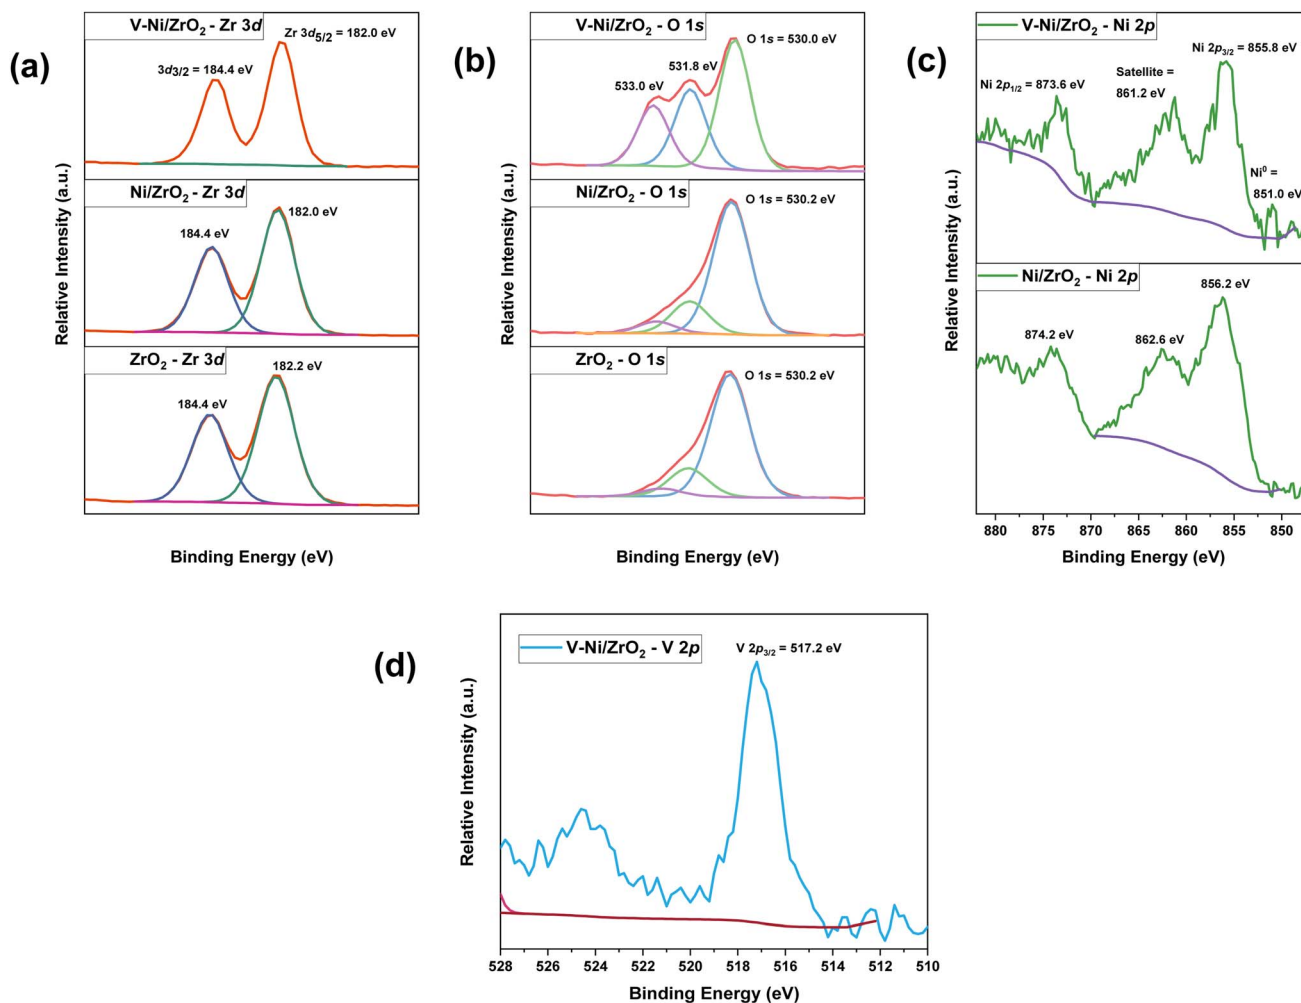 (a)
V-Ni/ZrO2 - Zr 3d
Zr 3d5/2 = 182.0 eV
3d3/2 = 184.4 eV
Ni/ZrO2 - Zr 3d
182.0 eV
184.4 eV
ZrO2 - Zr 3d
182.2 eV
184.4 eV
Relative Intensity (a.u.)
Binding Energy (eV)
(b)
V-Ni/ZrO2 - O 1s
O 1s = 530.0 eV
531.8 eV
533.0 eV
Ni/ZrO2 - O 1s
O 1s = 530.2 eV
ZrO2 - O 1s
O 1s = 530.2 eV
Relative Intensity (a.u.)
Binding Energy (eV)
(c)
V-Ni/ZrO2 - Ni 2p
Ni 2p3/2 = 855.8 eV
Satellite =
861.2 eV
Ni 2p1/2 = 873.6 eV
Ni0 =
851.0 eV
Ni/ZrO2 - Ni 2p
856.2 eV
874.2 eV
862.6 eV
Relative Intensity (a.u.)
880 875 870 865 860 855 850
Binding Energy (eV)
(d)
V-Ni/ZrO2 - V 2p
V 2p3/2 = 517.2 eV
Relative Intensity (a.u.)
528 526 524 522 520 518 516 514 512 510
Binding Energy (eV)